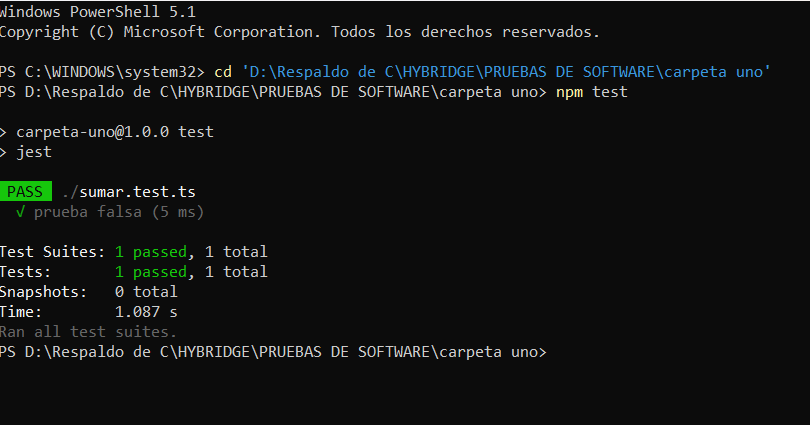 Windows PowerShell 5.1
Copyright (C) Microsoft Corporation. Todos los derechos reservados.
PS C:\WINDOWS\system32> cd 'D:\Respaldo de C\HYBRIDGE\PRUEBAS DE SOFTWARE\carpeta uno'
PS D:\Respaldo de C\HYBRIDGE\PRUEBAS DE SOFTWARE\carpeta uno> npm test
> carpeta-uno@1.0.0 test
> jest
PASS ./sumar.test.ts
√ prueba falsa (5 ms)
Test Suites: 1 passed, 1 total
Tests: 1 passed, 1 total
Snapshots: 0 total
Time: 1.087 s
Ran all test suites.
PS D:\Respaldo de C\HYBRIDGE\PRUEBAS DE SOFTWARE\carpeta uno>